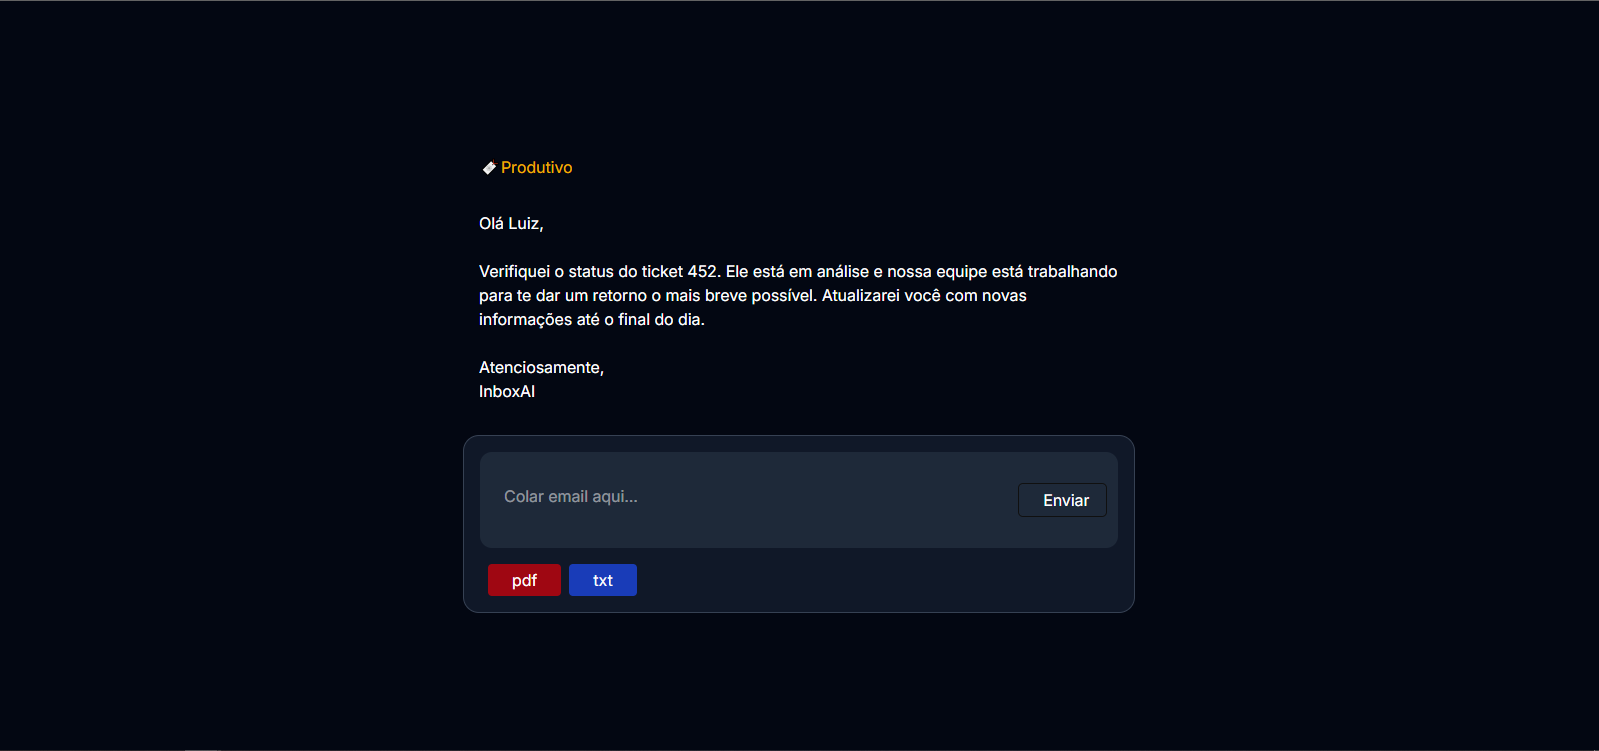 Produtivo
Olá Luiz,
Verifiquei o status do ticket 452. Ele está em análise e nossa equipe está trabalhando
para te dar um retorno o mais breve possível. Atualizarei você com novas
informações até o final do dia.
Atenciosamente,
InboxAI
Colar email aqui...
Enviar
pdf
txt